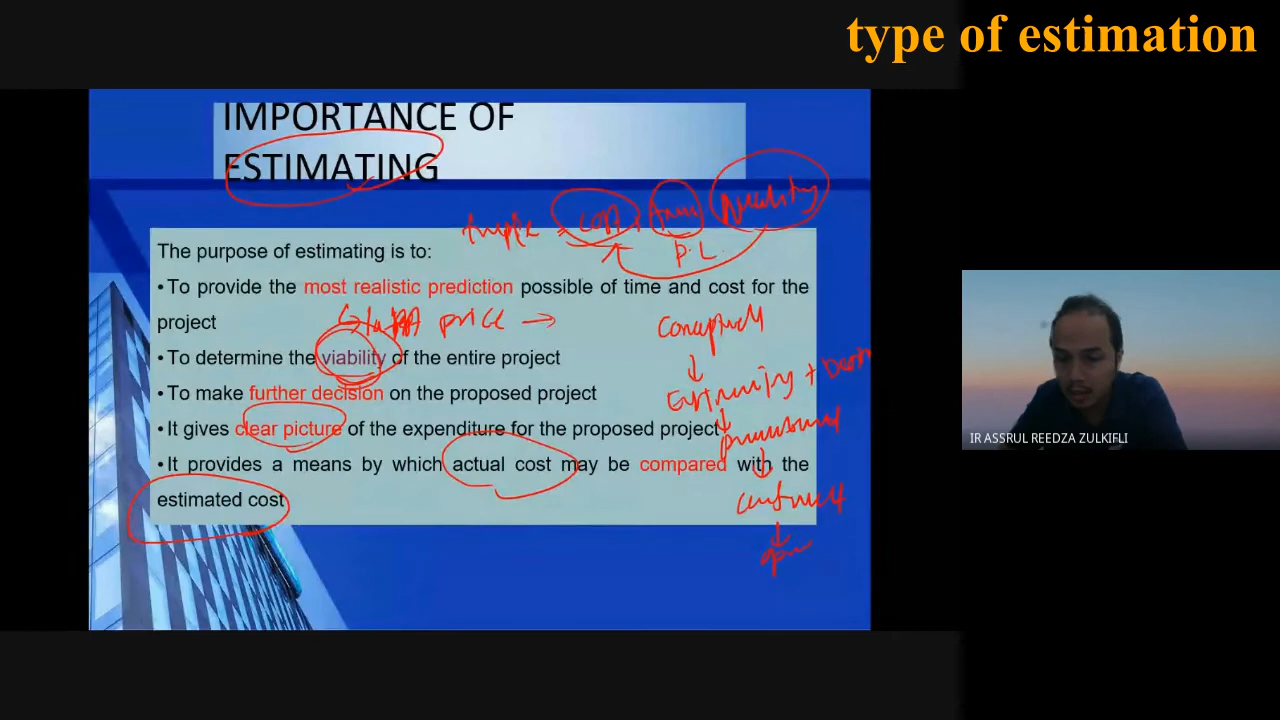 type of estimation
IMPORTANCE OF
ESTIMATING
cost, time quality
The purpose of estimating is to:
•To provide the most realistic prediction possible of time and cost for the
project
price →
•To determine the viability of the entire project
•To make further decision on the proposed project
•It gives clear picture of the expenditure for the proposed project
•It provides a means by which actual cost may be compared with the
estimated cost
IR ASSRUL REEDZA ZULKIFLI